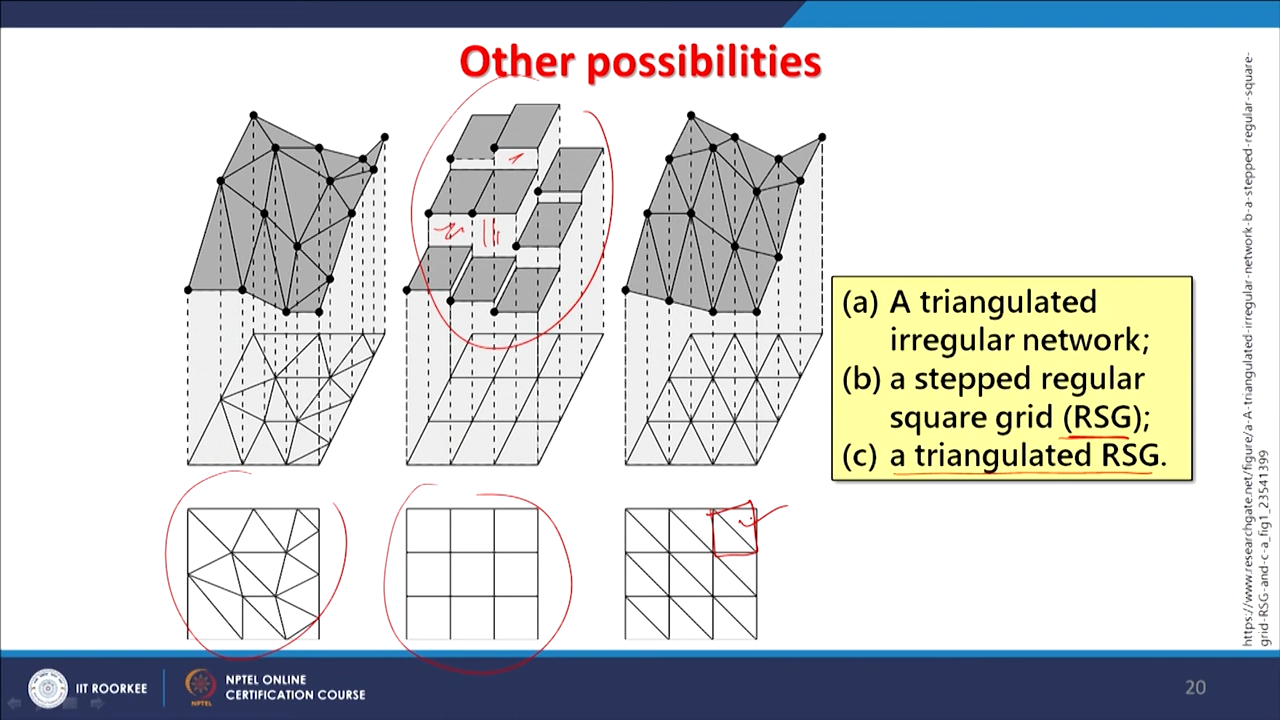 Other possibilities
(a) A triangulated
irregular network;
(b) a stepped regular
square grid (RSG);
(c) a triangulated RSG.
https://www.researchgate.net/figure/a-A-triangulated-irregular-network-b-a-stepped-regular-square-
grid-RSG-and-c-a_fig1_23541399
IIT ROORKEE
NPTEL ONLINE
CERTIFICATION COURSE
NPTEL
20